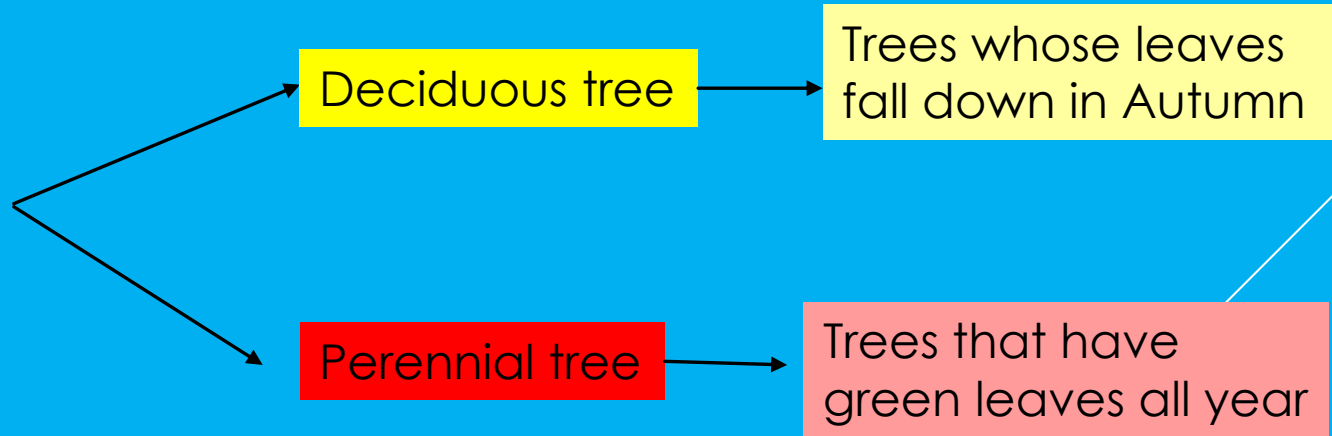 Deciduous tree
Trees whose leaves
fall down in Autumn
Perennial tree
Trees that have
green leaves all year